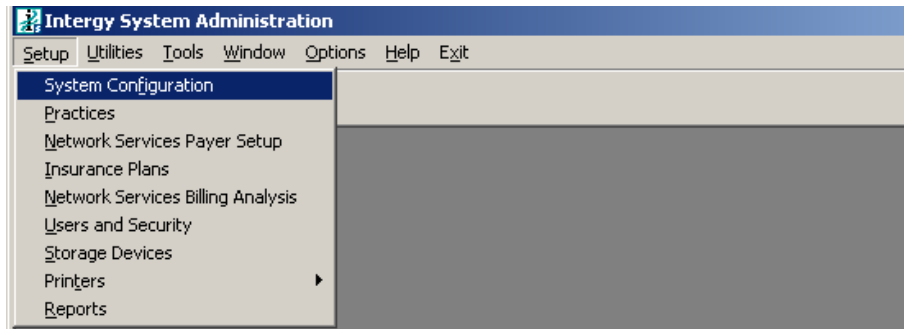 Intergy System Administration
Setup Utilities Tools Window Options Help Exit
System Configuration
Practices
Network Services Payer Setup
Insurance Plans
Network Services Billing Analysis
Users and Security
Storage Devices
Printers
Reports